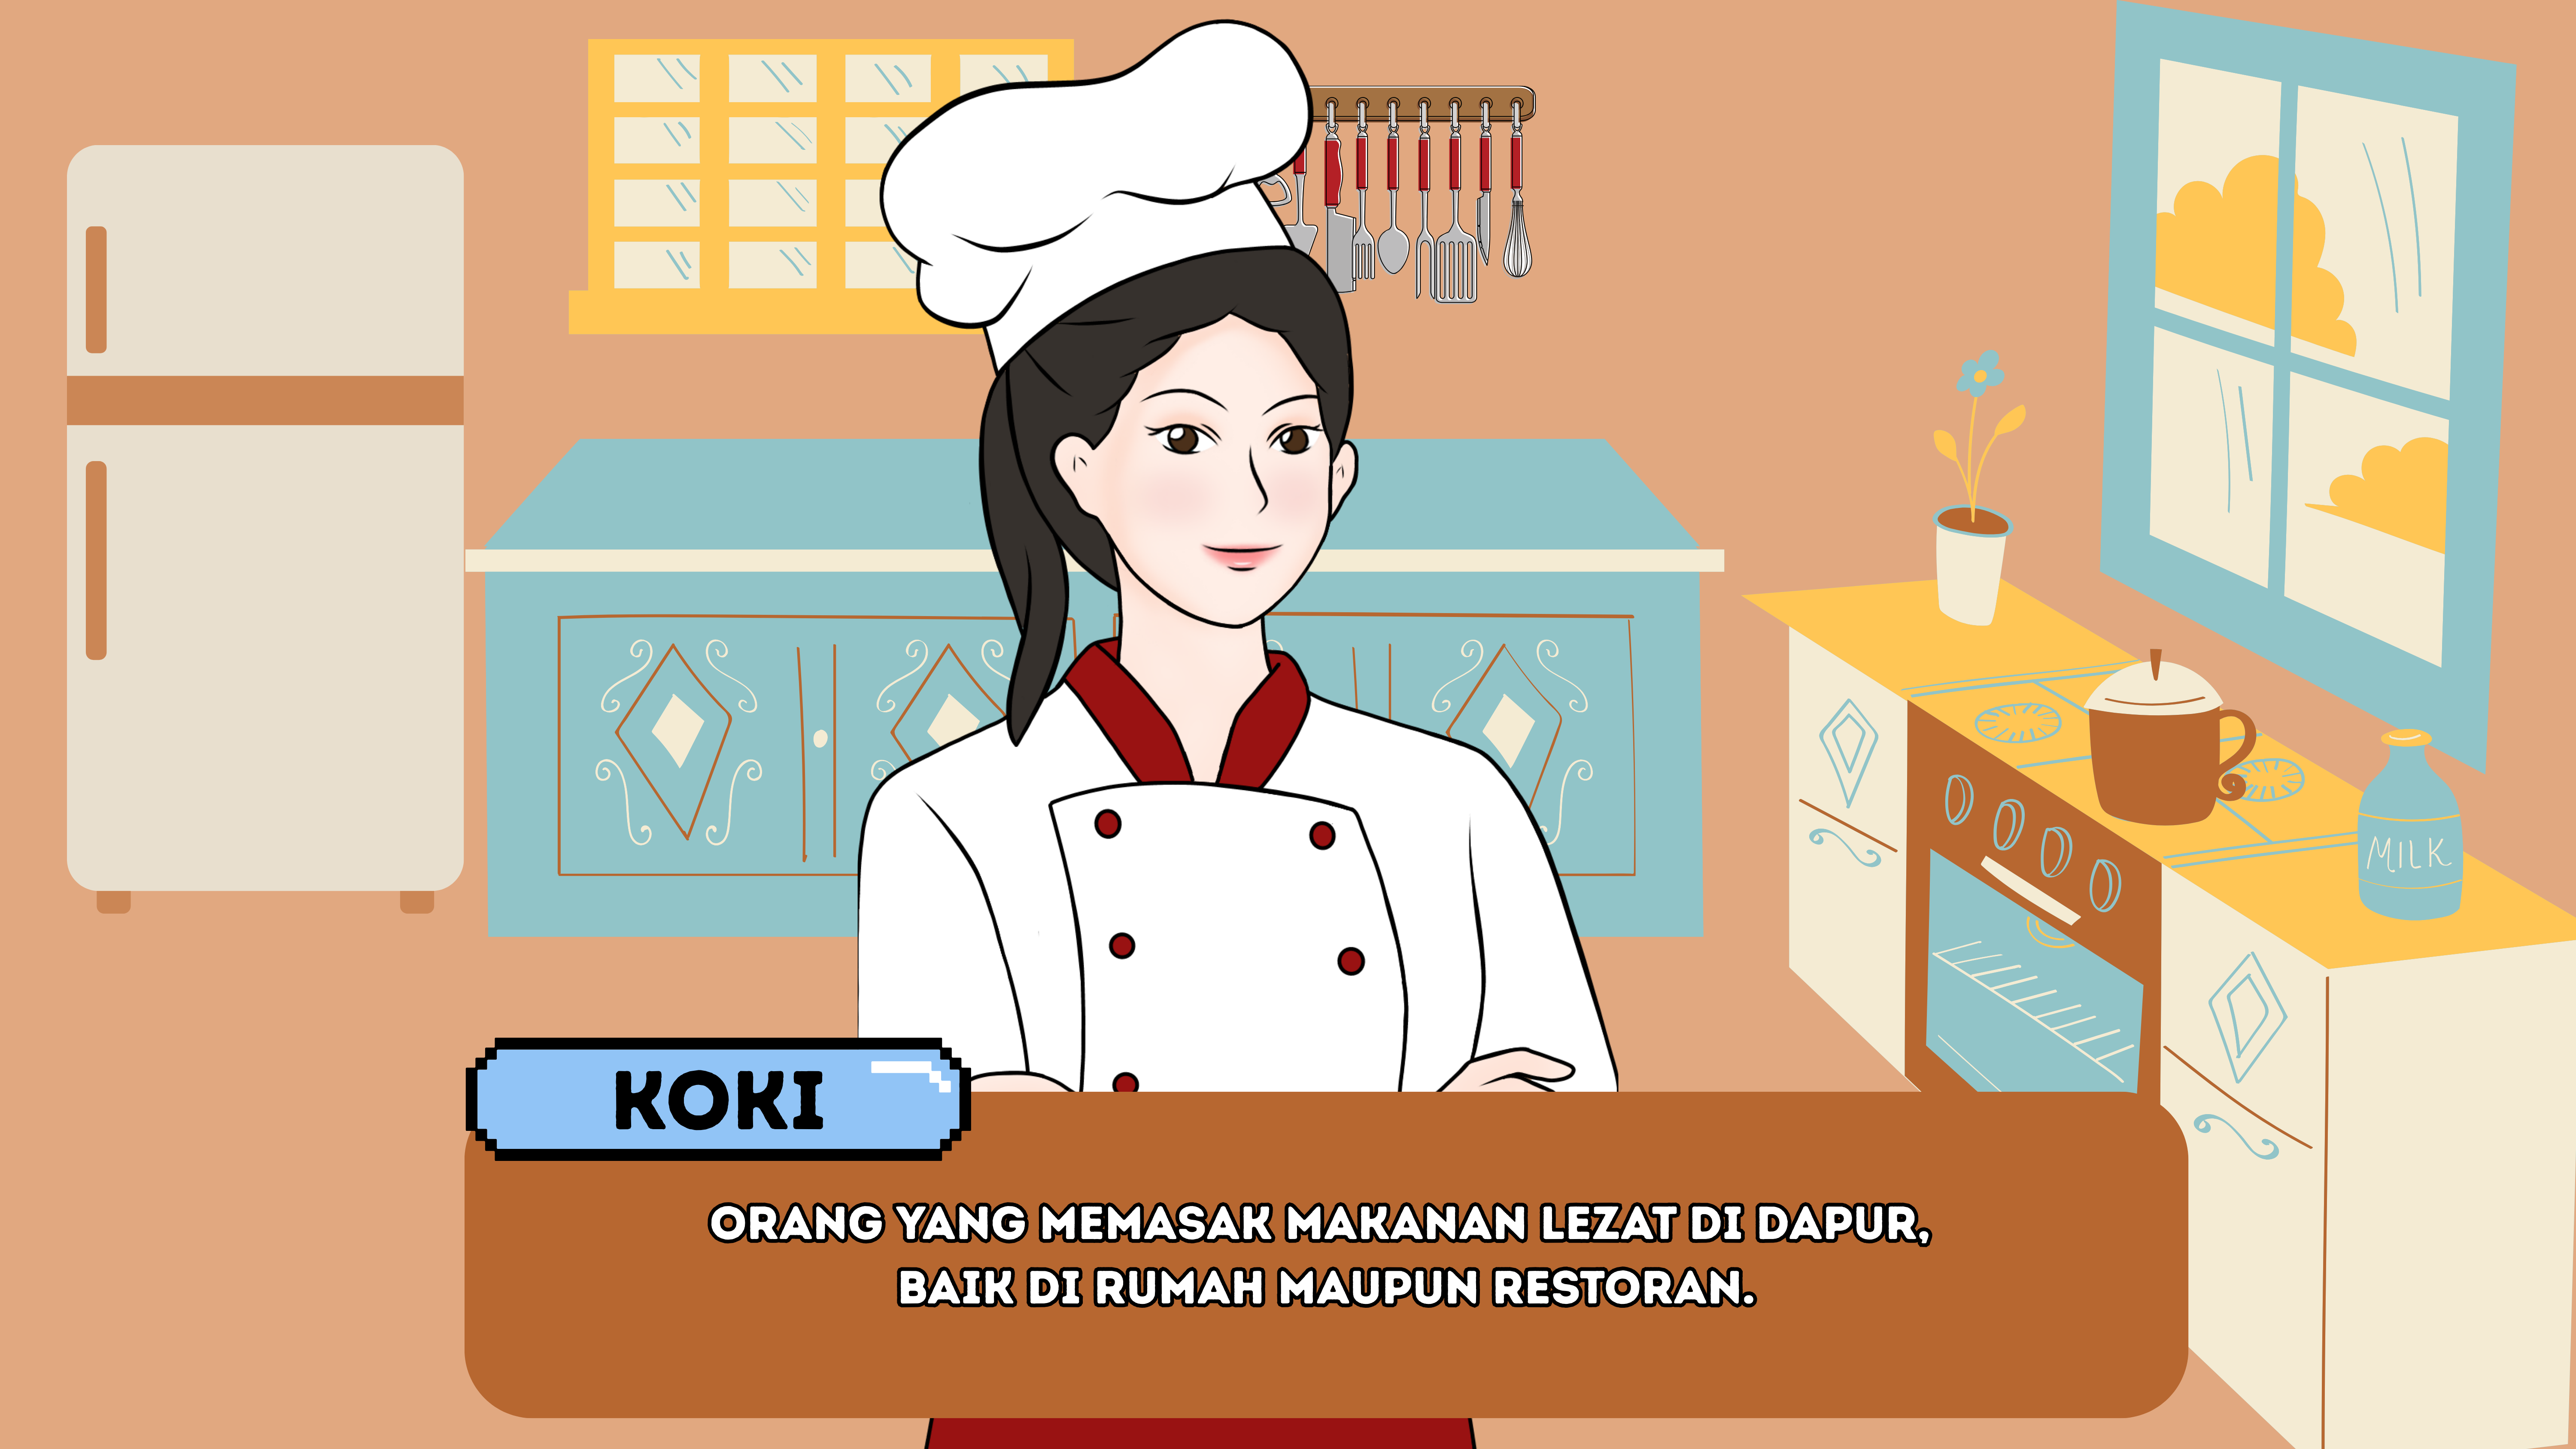 MILK
KOKI
ORANG YANG MEMASAK MAKANAN LEZAT DI DAPUR,
BAIK DI RUMAH MAUPUN RESTORAN.